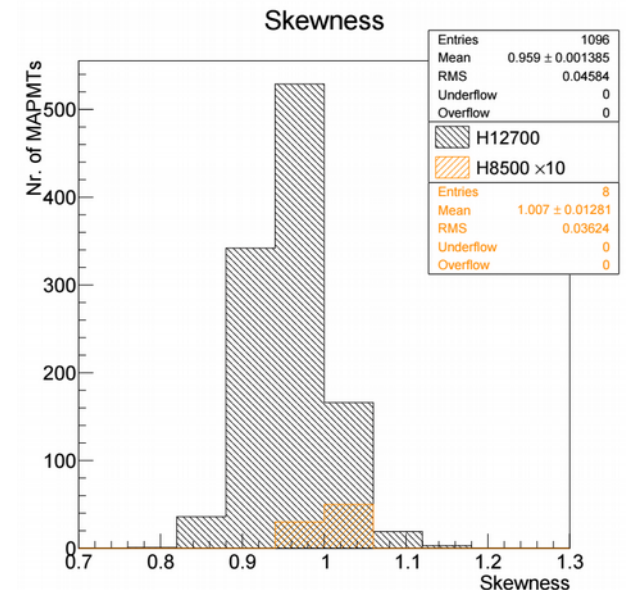 Skewness
Entries 1096
Mean 0.959 ± 0.001385
RMS 0.04584
Underflow 0
Overflow 0
H12700
H8500 ×10
Entries 8
Mean 1.007 ± 0.01281
RMS 0.03624
Underflow 0
Overflow 0
Nr. of MAPMTs
500
400
300
200
100
0
0.7 0.8 0.9 1 1.1 1.2 1.3
Skewness